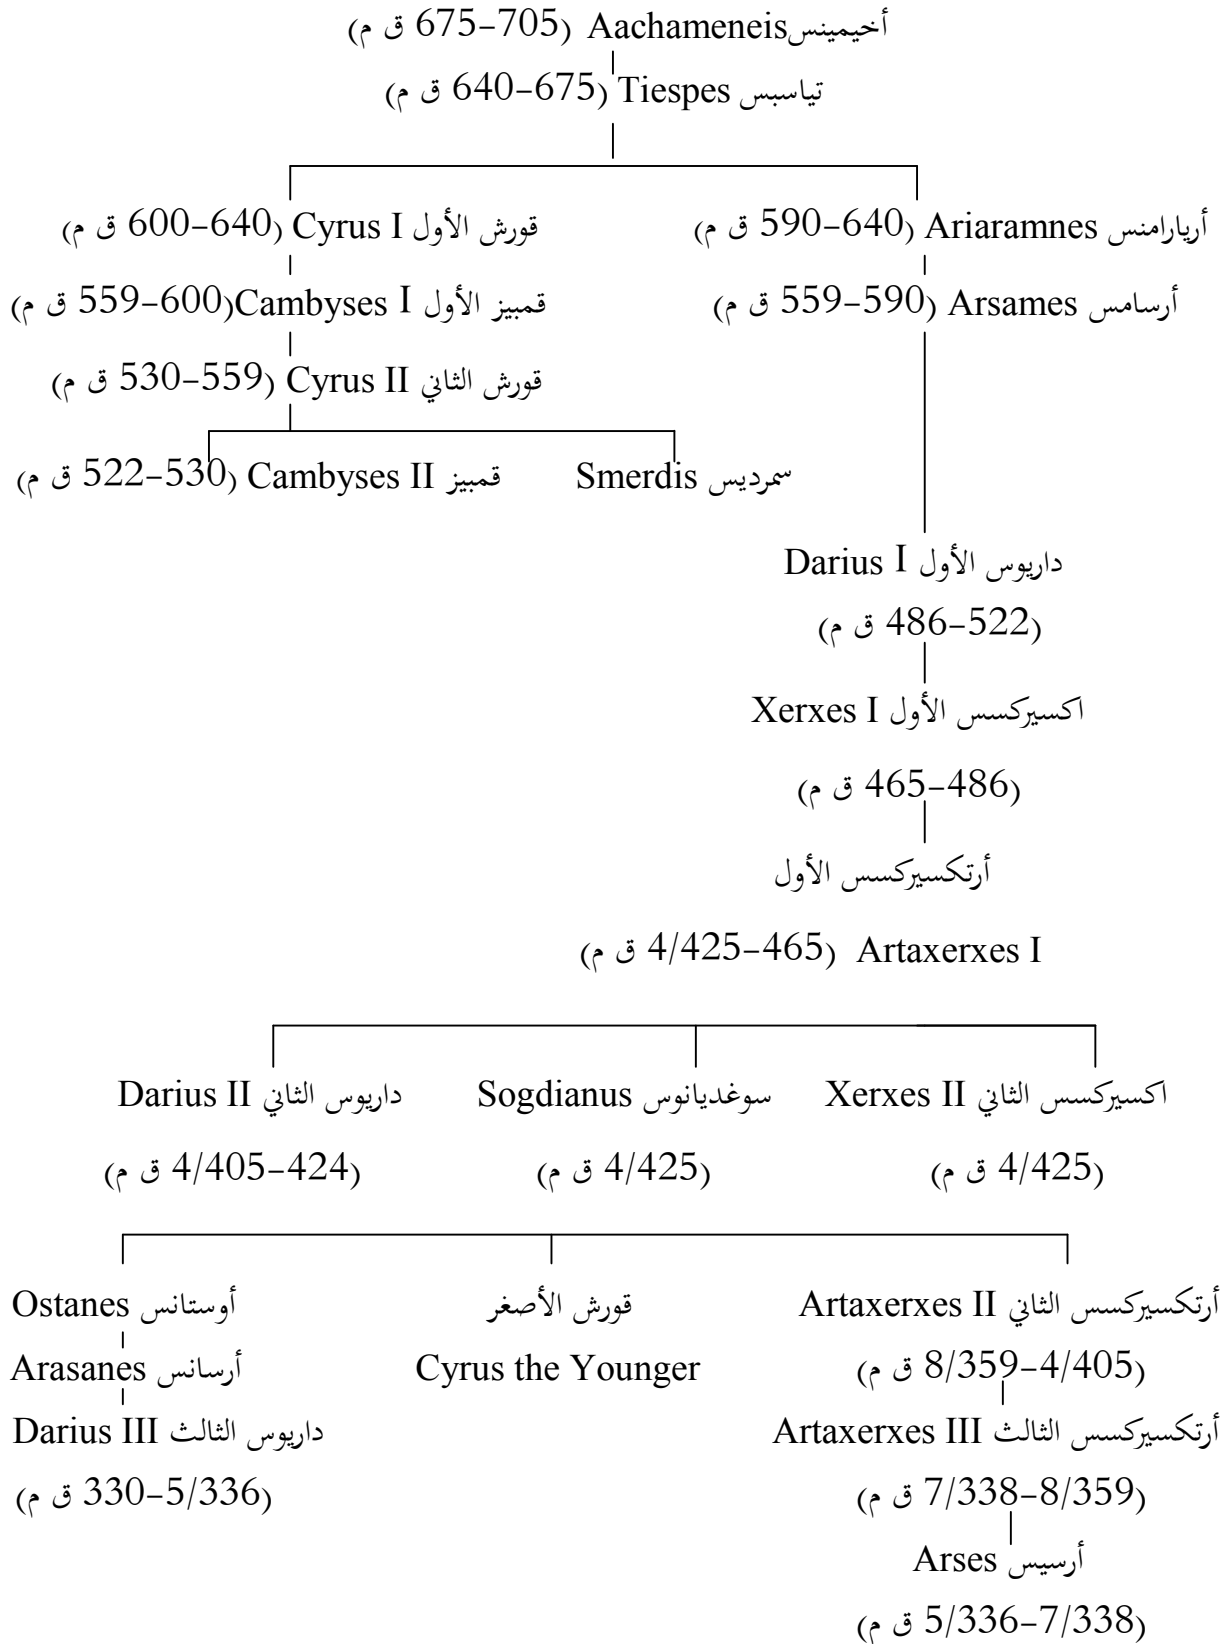 أخيمينس Aachameneis (705–675 ق م)
تياسبس Tiespes (675–640 ق م)
أريارامنس Ariaramnes (640–590 ق م) قورش الأول Cyrus I (640–600 ق م)
أرسامس Arsames (590–559 ق م) قمبيز الأول Cambyses I (600–559 ق م)
قورش الثاني Cyrus II (559–530 ق م)
سمرديس Smerdis قمبيز Cambyses II (530–522 ق م)
داريوس الأول Darius I
(522–486 ق م)
اكسيركسس الأول Xerxes I
(486–465 ق م)
أرتكسيركسس الأول
Artaxerxes I (465–425/4 ق م)
اكسيركسس الثاني Xerxes II سوغديانوس Sogdianus داريوس الثاني Darius II
(425/4 ق م) (425/4 ق م) (424–405/4 ق م)
أرتكسيركسس الثاني Artaxerxes II قورش الأصغر أوستانس Ostanes
(405/4–359/8 ق م) Cyrus the Younger أرسانس Arasanes
أرتكسيركسس الثالث Artaxerxes III داريوس الثالث Darius III
(359/8–338/7 ق م) (336/5–330 ق م)
أرسيس Arses
(338/7–336/5 ق م)